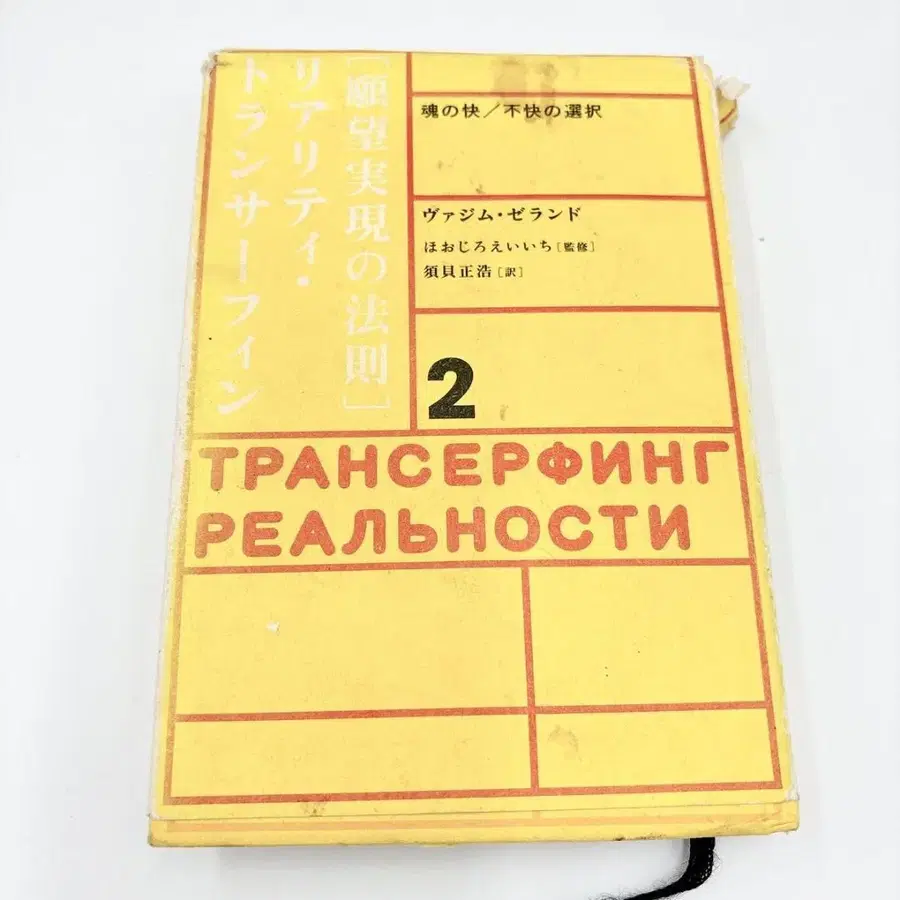 [願望実現の法則]
リアリティ・
トランサーフィン
魂の快/不快の選択
ヴァジム・ゼランド
ほおじろえいいち[監修]
須貝正浩[訳]
2
ТРАНСЕРФИНГ
РЕАЛЬНОСТИ